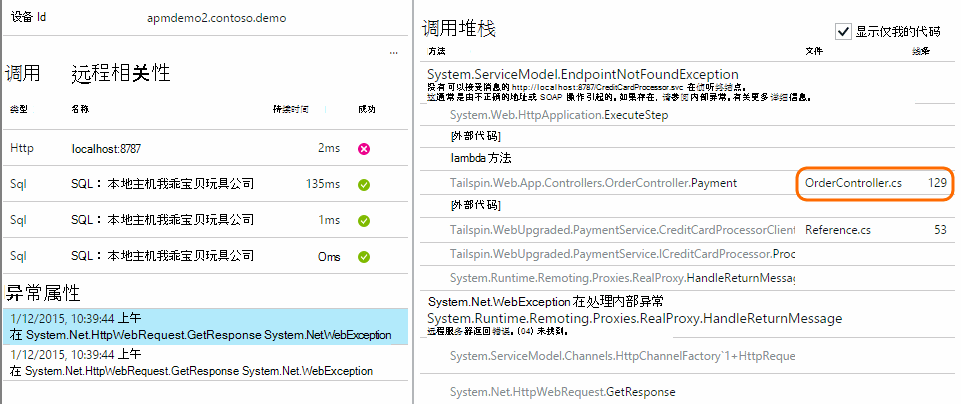 设备 Id apmdemo2.contoso.demo
...
调用 远程相关性
类型 名称 持续时间 成功
Http localhost:8787 2ms
Sql SQL： 本地主机我乖宝贝玩具公司 135ms
Sql SQL： 本地主机我乖宝贝玩具公司 1ms
Sql SQL： 本地主机我乖宝贝玩具公司 0ms
异常属性
1/12/2015, 10:39:44 上午
在 System.Net.HttpWebRequest.GetResponse System.NetWebException
1/12/2015, 10:39:44 上午
在 System.Net.HttpWebRequest.GetResponse System.Net.WebException
调用堆栈
显示仅我的代码
方法 文件 线条
System.ServiceModel.EndpointNotFoundException
没有可以接受消息的 http://localhost:8787/CreditCardProcessor.svc 在侦听终结点。
这通常是由不正确的地址或 SOAP 操作引起的。如果存在，请参阅内部异常。有关更多详细信息。
System.Web.HttpApplication.ExecuteStep
[外部代码]
lambda 方法
Tailspin.Web.App.Controllers.OrderController.Payment OrderController.cs 129
[外部代码]
Tailspin.WebUpgraded.PaymentService.CreditCardProcessorClient Reference.cs 53
Tailspin.WebUpgraded.PaymentService.ICreditCardProcessor.Proc
System.Runtime.Remoting.Proxies.RealProxy.HandleReturnMessag
System.Net.WebException 在处理内部异常
System.Runtime.Remoting.Proxies.RealProxy.HandleReturnMessage
远程服务器返回错误。(04) 未找到。
System.ServiceModel.Channels.HttpChannelFactory`1+HttpReque
System.Net.HttpWebRequest.GetResponse